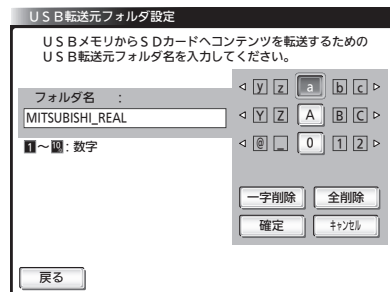 USB転送元フォルダ設定
USBメモリからSDカードへコンテンツを転送するための
USB転送元フォルダ名を入力してください。
フォルダ名 :
MITSUBISHI_REAL
1～10:数字
y z a b c
Y Z A B C
@ _ 0 1 2
一字削除 全削除
確定 ｷｬﾝｾﾙ
戻る